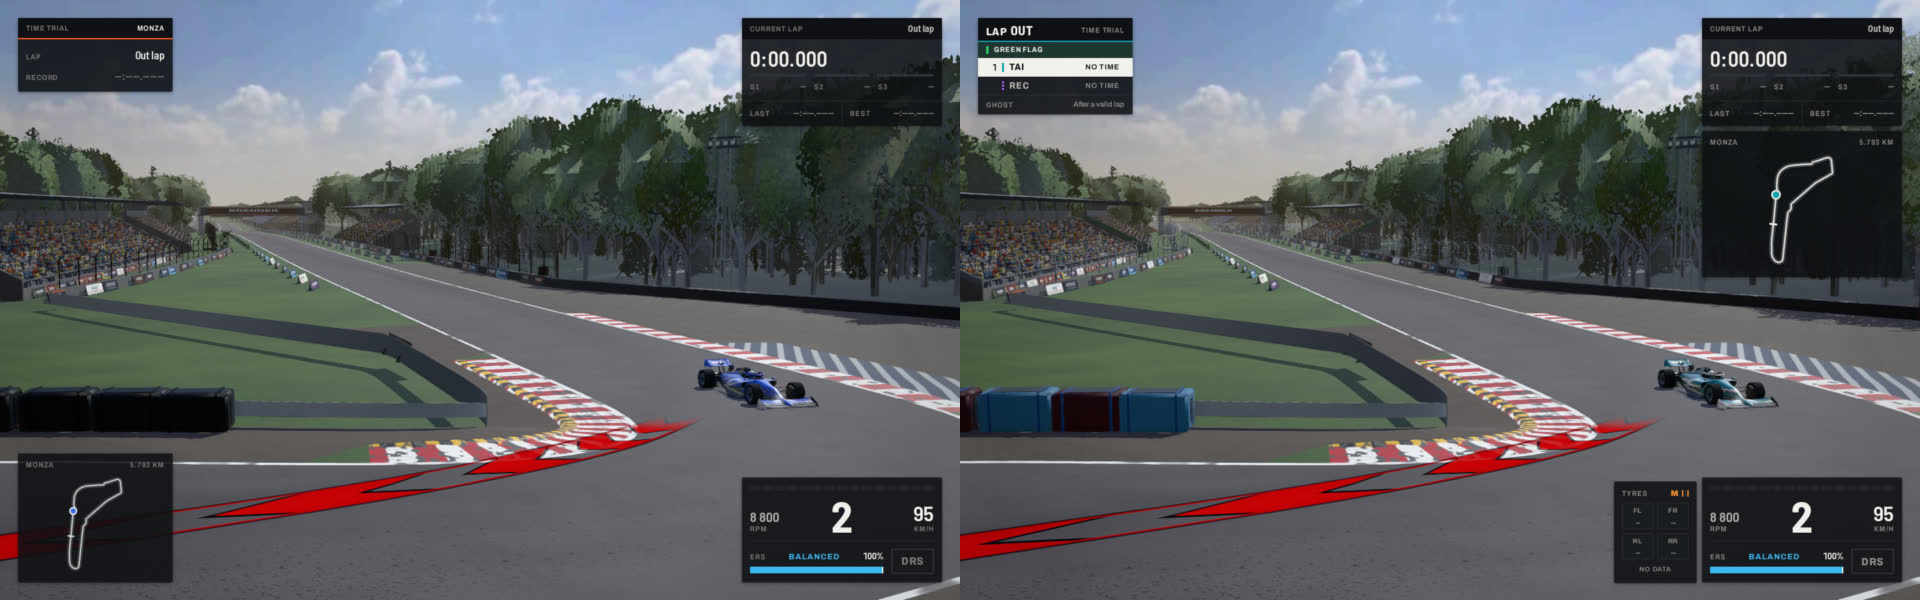 TIME TRIAL MONZA
LAP Out lap
RECORD –:––.–––
CURRENT LAP Out lap
0:00.000
S1 – S2 – S3 –
LAST –:––.––– BEST –:––.–––
BRENNER
MONZA 5.793 KM
8 800 RPM
2
95 KM/H
ERS BALANCED 100%
DRS
LAP OUT TIME TRIAL
GREEN FLAG
1 TAI NO TIME
REC NO TIME
GHOST After a valid lap
CURRENT LAP Out lap
0:00.000
S1 – S2 – S3 –
LAST –:––.––– BEST –:––.–––
MONZA 5.793 KM
BRENNER
TYRES M
FL FR
– –
RL RR
– –
NO DATA
8 800 RPM
2
95 KM/H
ERS BALANCED 100%
DRS